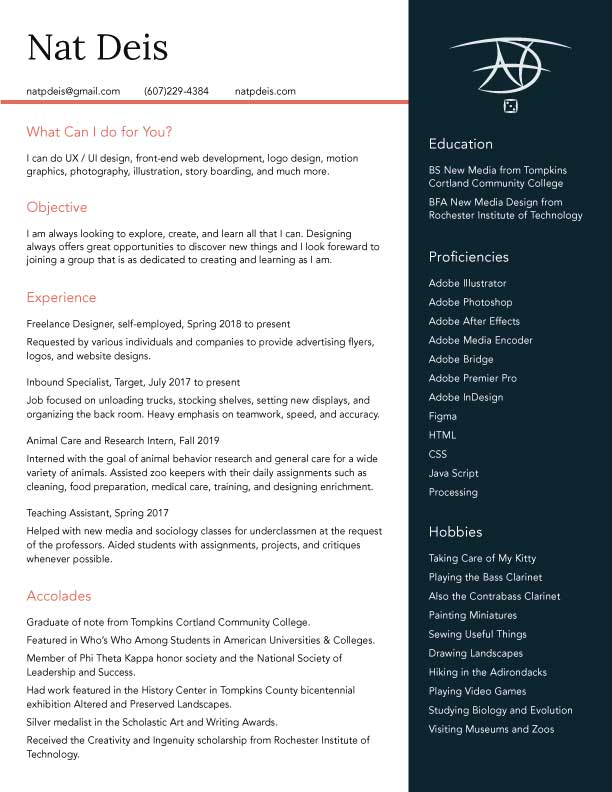 Nat Deis
natpdeis@gmail.com (607)229-4384 natpdeis.com
What Can I do for You?
I can do UX / UI design, front-end web development, logo design, motion
graphics, photography, illustration, story boarding, and much more.
Objective
I am always looking to explore, create, and learn all that I can. Designing
always offers great opportunities to discover new things and I look foreward to
joining a group that is as dedicated to creating and learning as I am.
Experience
Freelance Designer, self-employed, Spring 2018 to present
Requested by various individuals and companies to provide advertising flyers,
logos, and website designs.
Inbound Specialist, Target, July 2017 to present
Job focused on unloading trucks, stocking shelves, setting new displays, and
organizing the back room. Heavy emphasis on teamwork, speed, and accuracy.
Animal Care and Research Intern, Fall 2019
Interned with the goal of animal behavior research and general care for a wide
variety of animals. Assisted zoo keepers with their daily assignments such as
cleaning, food preparation, medical care, training, and designing enrichment.
Teaching Assistant, Spring 2017
Helped with new media and sociology classes for underclassmen at the request
of the professors. Aided students with assignments, projects, and critiques
whenever possible.
Accolades
Graduate of note from Tompkins Cortland Community College.
Featured in Who's Who Among Students in American Universities & Colleges.
Member of Phi Theta Kappa honor society and the National Society of
Leadership and Success.
Had work featured in the History Center in Tompkins County bicentennial
exhibition Altered and Preserved Landscapes.
Silver medalist in the Scholastic Art and Writing Awards.
Received the Creativity and Ingenuity scholarship from Rochester Institute of
Technology.
Education
BS New Media from Tompkins
Cortland Community College
BFA New Media Design from
Rochester Institute of Technology
Proficiencies
Adobe Illustrator
Adobe Photoshop
Adobe After Effects
Adobe Media Encoder
Adobe Bridge
Adobe Premier Pro
Adobe InDesign
Figma
HTML
CSS
Java Script
Processing
Hobbies
Taking Care of My Kitty
Playing the Bass Clarinet
Also the Contrabass Clarinet
Painting Miniatures
Sewing Useful Things
Drawing Landscapes
Hiking in the Adirondacks
Playing Video Games
Studying Biology and Evolution
Visiting Museums and Zoos